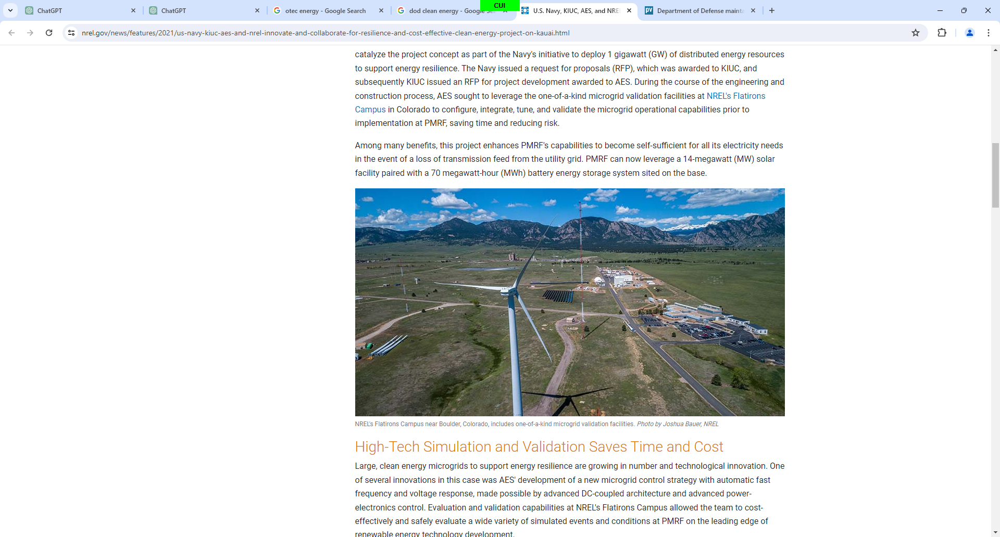 ChatGPT
ChatGPT
otec energy - Google Search
dod clean energy - Google Se
CUI
U.S. Navy, KIUC, AES, and NRE
Department of Defense maint
nrel.gov/news/features/2021/us-navy-kiuc-aes-and-nrel-innovate-and-collaborate-for-resilience-and-cost-effective-clean-energy-project-on-kauai.html
catalyze the project concept as part of the Navy's initiative to deploy 1 gigawatt (GW) of distributed energy resources
to support energy resilience. The Navy issued a request for proposals (RFP), which was awarded to KIUC, and
subsequently KIUC issued an RFP for project development awarded to AES. During the course of the engineering and
construction process, AES sought to leverage the one-of-a-kind microgrid validation facilities at NREL's Flatirons
Campus in Colorado to configure, integrate, tune, and validate the microgrid operational capabilities prior to
implementation at PMRF, saving time and reducing risk.
Among many benefits, this project enhances PMRF's capabilities to become self-sufficient for all its electricity needs
in the event of a loss of transmission feed from the utility grid. PMRF can now leverage a 14-megawatt (MW) solar
facility paired with a 70 megawatt-hour (MWh) battery energy storage system sited on the base.
NREL's Flatirons Campus near Boulder, Colorado, includes one-of-a-kind microgrid validation facilities. Photo by Joshua Bauer, NREL
High-Tech Simulation and Validation Saves Time and Cost
Large, clean energy microgrids to support energy resilience are growing in number and technological innovation. One
of several innovations in this case was AES' development of a new microgrid control strategy with automatic fast
frequency and voltage response, made possible by advanced DC-coupled architecture and advanced power-
electronics control. Evaluation and validation capabilities at NREL's Flatirons Campus allowed the team to cost-
effectively and safely evaluate a wide variety of simulated events and conditions at PMRF on the leading edge of
renewable energy technology development.